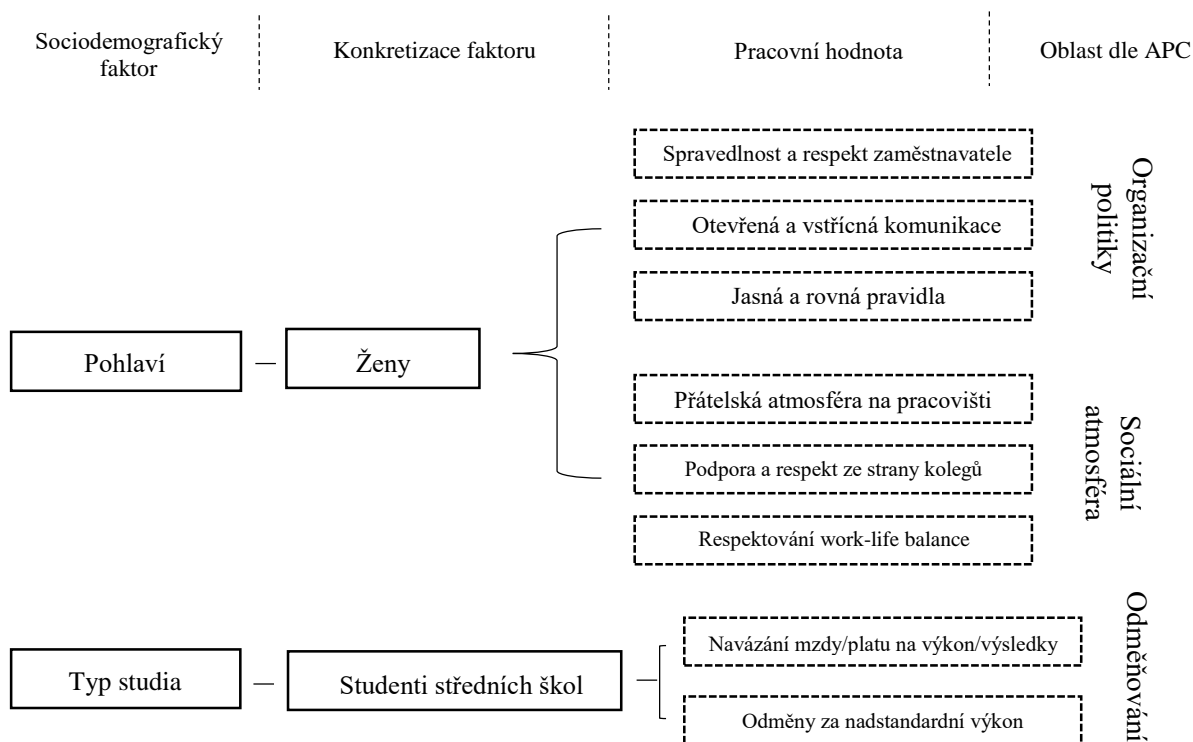 Sociodemografický
faktor
Konkretizace faktoru
Pracovní hodnota
Oblast dle APC
Spravedlnost a respekt zaměstnavatele
Otevřená a vstřícná komunikace
Jasná a rovná pravidla
Organizační
politiky
Pohlaví
Ženy
Přátelská atmosféra na pracovišti
Podpora a respekt ze strany kolegů
Respektování work-life balance
Sociální
atmosféra
Typ studia
Studenti středních škol
Navázání mzdy/platu na výkon/výsledky
Odměny za nadstandardní výkon
Odměňování